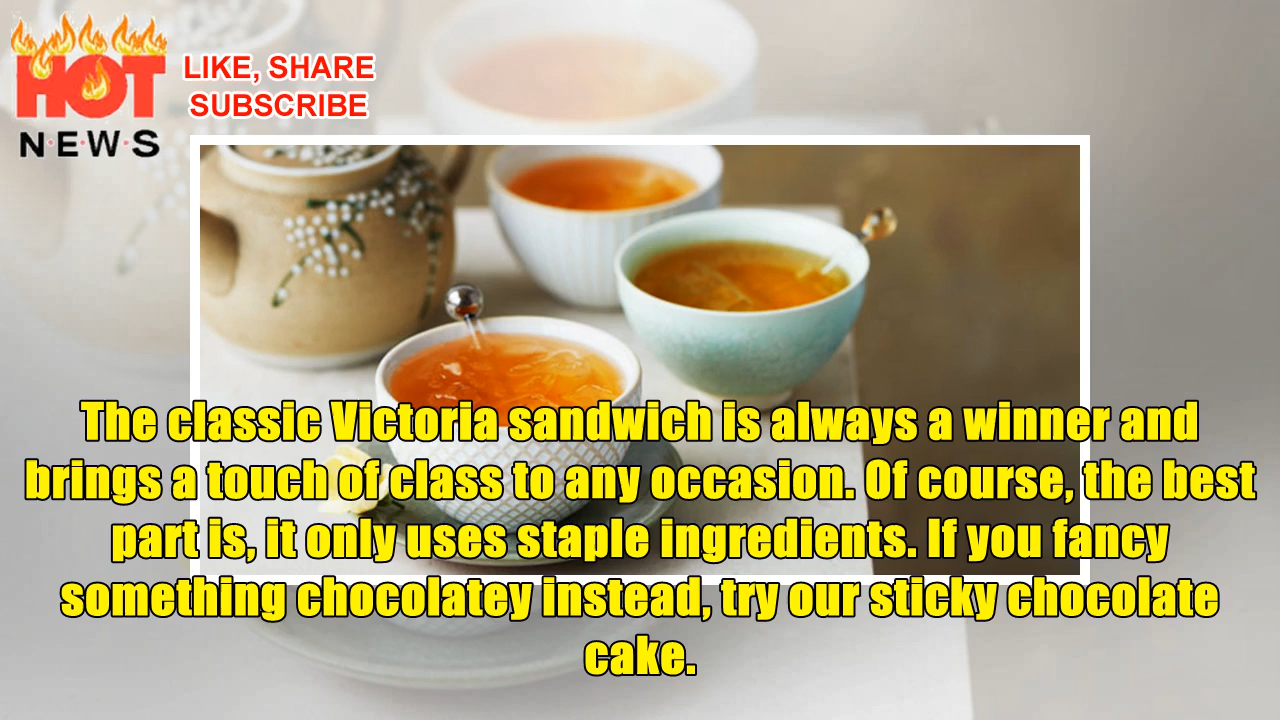 HOT
N·E·W·S
LIKE, SHARE
SUBSCRIBE
The classic Victoria sandwich is always a winner and
brings a touch of class to any occasion. Of course, the best
part is, it only uses staple ingredients. If you fancy
something chocolatey instead, try our sticky chocolate
cake.